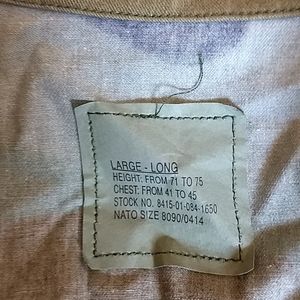 LARGE - LONG
HEIGHT: FROM 71 TO 75
CHEST: FROM 41 TO 45
STOCK NO. 8415-01-084-1650
NATO SIZE 8090/0414